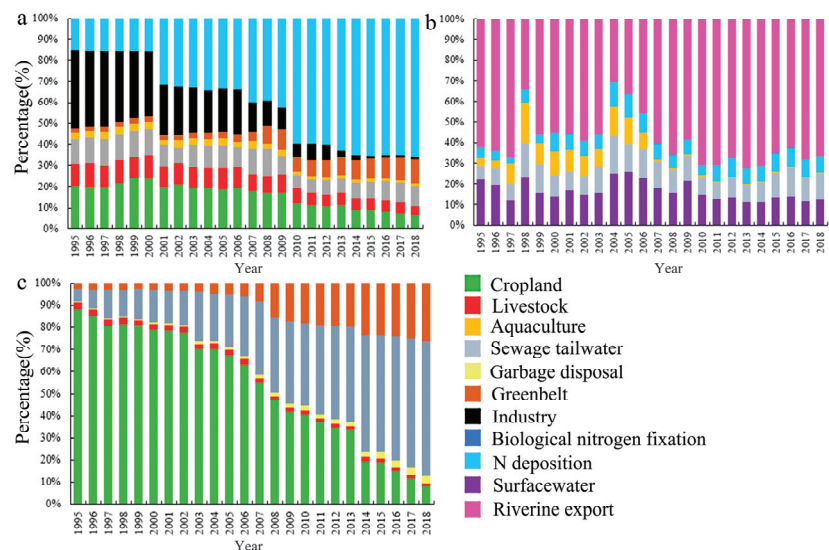 a
100%
90%
80%
70%
60%
50%
40%
30%
20%
10%
0%
Percentage(%)
1995 1996 1997 1998 1999 2000 2001 2002 2003 2004 2005 2006 2007 2008 2009 2010 2011 2012 2013 2014 2015 2016 2017 2018
Year
b
100%
90%
80%
70%
60%
50%
40%
30%
20%
10%
0%
Percentage(%)
1995 1996 1997 1998 1999 2000 2001 2002 2003 2004 2005 2006 2007 2008 2009 2010 2011 2012 2013 2014 2015 2016 2017 2018
Year
c
100%
90%
80%
70%
60%
50%
40%
30%
20%
10%
0%
Percentage(%)
1995 1996 1997 1998 1999 2000 2001 2002 2003 2004 2005 2006 2007 2008 2009 2010 2011 2012 2013 2014 2015 2016 2017 2018
Year
Cropland
Livestock
Aquaculture
Sewage tailwater
Garbage disposal
Greenbelt
Industry
Biological nitrogen fixation
N deposition
Surfacewater
Riverine export